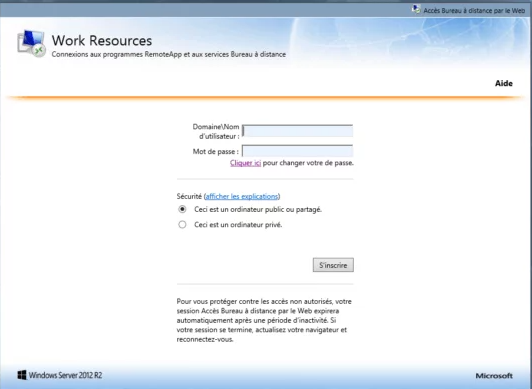 Accès Bureau à distance par le Web
Work Resources
Connexions aux programmes RemoteApp et aux services Bureau à distance
Aide
Domaine\Nom
d'utilisateur :
Mot de passe :
Cliquer ici pour changer votre de passe.
Sécurité (afficher les explications)
Ceci est un ordinateur public ou partagé.
Ceci est un ordinateur privé.
S'inscrire
Pour vous protéger contre les accès non autorisés, votre
session Accès Bureau à distance par le Web expirera
automatiquement après une période d'inactivité. Si
votre session se termine, actualisez votre navigateur et
reconnectez-vous.
Windows Server 2012 R2
Microsoft